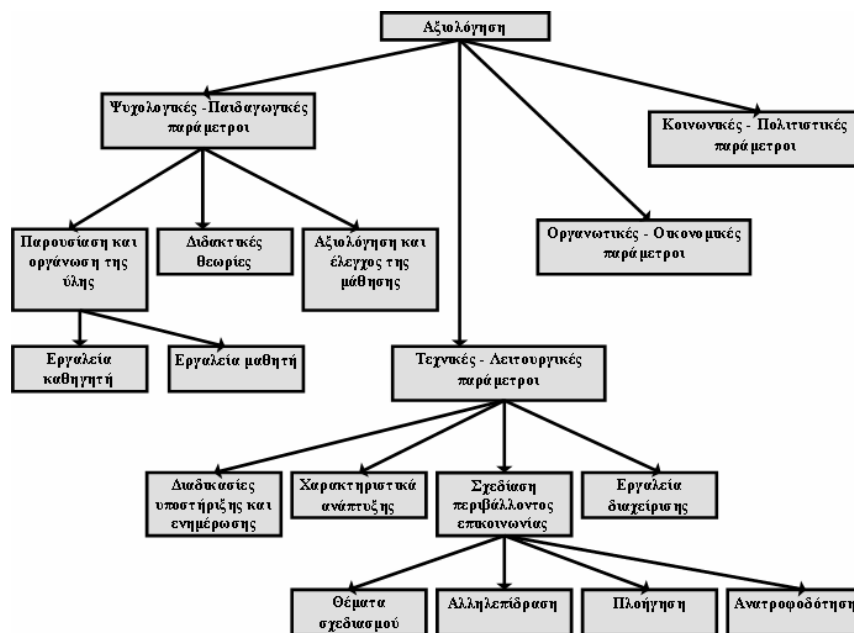 Αξιολόγηση
Ψυχολογικές -Παιδαγωγικές
παράμετροι
Κοινωνικές - Πολιτιστικές
παράμετροι
Οργανωτικές - Οικονομικές
παράμετροι
Παρουσίαση και
οργάνωση της
ύλης
Διδακτικές
θεωρίες
Αξιολόγηση και
έλεγχος της
μάθησης
Εργαλεία
καθηγητή
Εργαλεία μαθητή
Τεχνικές - Λειτουργικές
παράμετροι
Διαδικασίες
υποστήριξης και
ενημέρωσης
Χαρακτηριστικά
ανάπτυξης
Σχεδίαση
περιβάλλοντος
επικοινωνίας
Εργαλεία
διαχείρισης
Θέματα
σχεδιασμού
Αλληλεπίδραση
Πλοήγηση
Ανατροφοδότηση